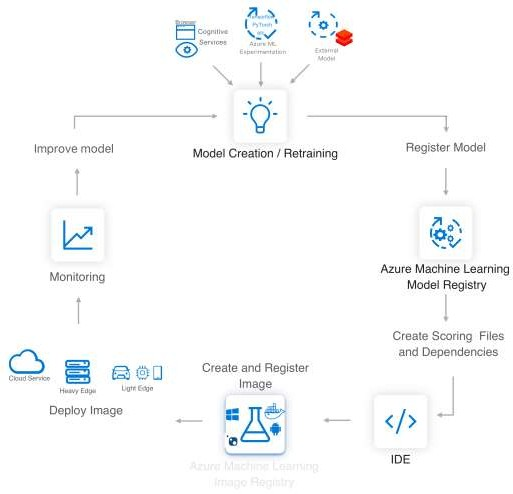 Cognitive
Services
TensorFlow
PyTorch
Azure ML
Experimentation
External
Model
Improve model
Model Creation / Retraining
Register Model
Monitoring
Azure Machine Learning
Model Registry
Create Scoring Files
and Dependencies
Cloud Service
Heavy Edge
Light Edge
Deploy Image
Create and Register
Image
IDE
Azure Machine Learning
Image Registry